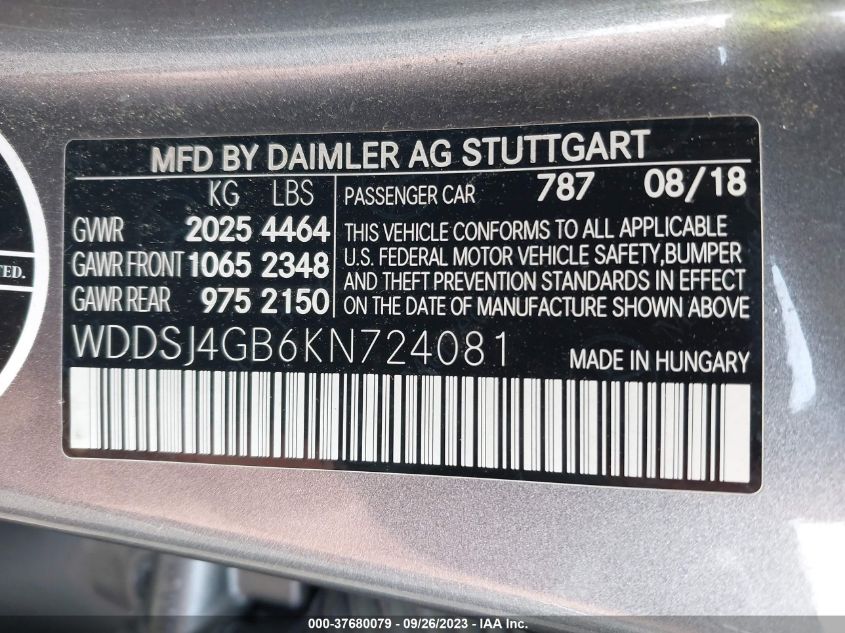 MFD BY DAIMLER AG STUTTGART
KG LBS
GVWR 2025 4464
GAWR FRONT 1065 2348
GAWR REAR 975 2150
PASSENGER CAR 787 08/18
THIS VEHICLE CONFORMS TO ALL APPLICABLE
U.S. FEDERAL MOTOR VEHICLE SAFETY,BUMPER
AND THEFT PREVENTION STANDARDS IN EFFECT
ON THE DATE OF MANUFACTURE SHOWN ABOVE
WDDSJ4GB6KN724081
MADE IN HUNGARY
000-37680079 - 09/26/2023 - IAA Inc.